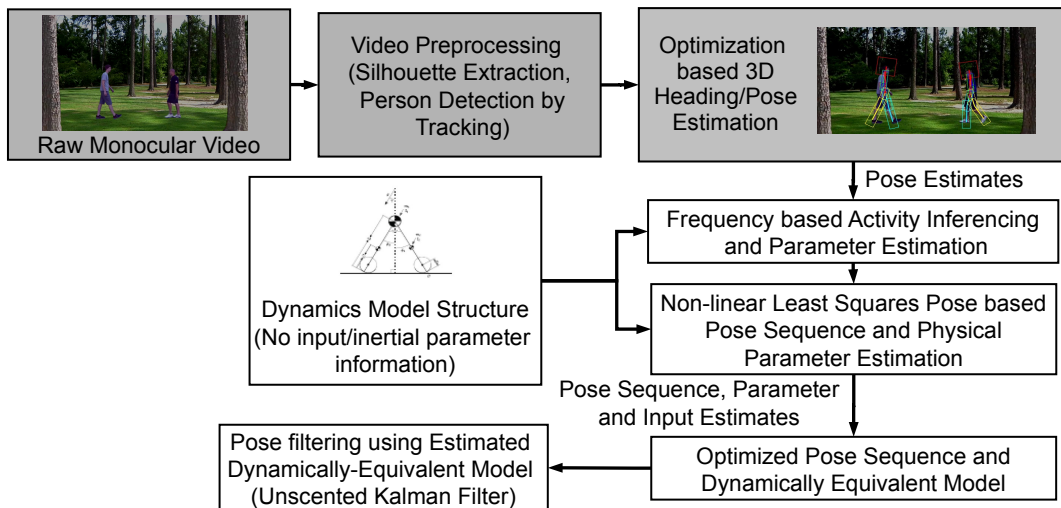 Raw Monocular Video
Video Preprocessing
(Silhouette Extraction,
Person Detection by
Tracking)
Optimization
based 3D
Heading/Pose
Estimation
Pose Estimates
Frequency based Activity Inferencing
and Parameter Estimation
Dynamics Model Structure
(No input/inertial parameter
information)
Non-linear Least Squares Pose based
Pose Sequence and Physical
Parameter Estimation
Pose Sequence, Parameter
and Input Estimates
Optimized Pose Sequence and
Dynamically Equivalent Model
Pose filtering using Estimated
Dynamically-Equivalent Model
(Unscented Kalman Filter)